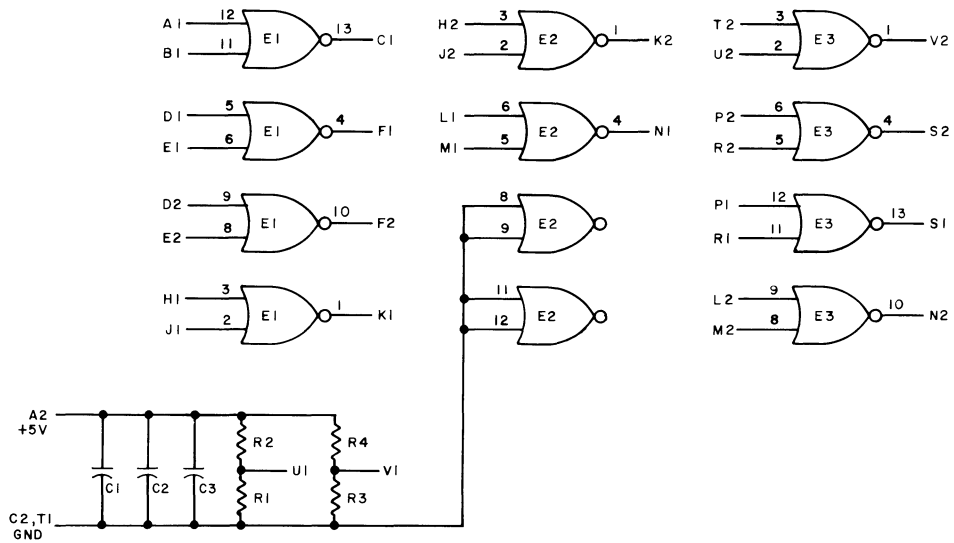 A1 12 E1 13 C1
B1 11
H2 3 E2 1 K2
J2 2
T2 3 E3 1 V2
U2 2
D1 5 E1 4 F1
E1 6
L1 6 E2 4 N1
M1 5
P2 6 E3 4 S2
R2 5
D2 9 E1 10 F2
E2 8
8 E2
9
P1 12 E3 13 S1
R1 11
H1 3 E1 1 K1
J1 2
11 E2
12
L2 9 E3 10 N2
M2 8
A2
+5V
R2 R4
U1 V1
C1 C2 C3 R1 R3
C2,T1
GND